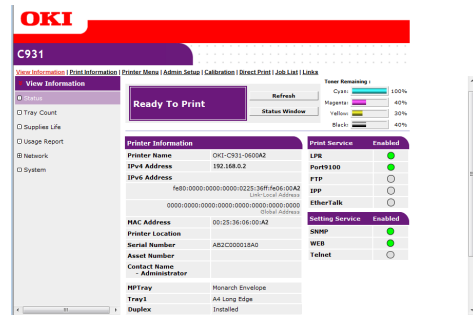 OKI
C931
View Information | Print Information | Printer Menu | Admin Setup | Calibration | Direct Print | Job List | Links
View Information
Status
Tray Count
Supplies Life
Usage Report
Network
System
Ready To Print
Refresh
Status Window
Toner Remaining :
Cyan: 100%
Magenta: 40%
Yellow: 30%
Black: 40%
Printer Information
Printer Name OKI-C931-0600A2
IPv4 Address 192.168.0.2
IPv6 Address
fe80:0000:0000:0000:0225:36ff:fe06:00A2
Link-Local Address
0000:0000:0000:0000:0000:0000:0000:0000
Global Address
MAC Address 00:25:36:06:00:A2
Printer Location
Serial Number AB2C000018A0
Asset Number
Contact Name
- Administrator
MPTray Monarch Envelope
Tray1 A4 Long Edge
Duplex Installed
Print Service Enabled
LPR
Port9100
FTP
IPP
EtherTalk
Setting Service Enabled
SNMP
WEB
Telnet